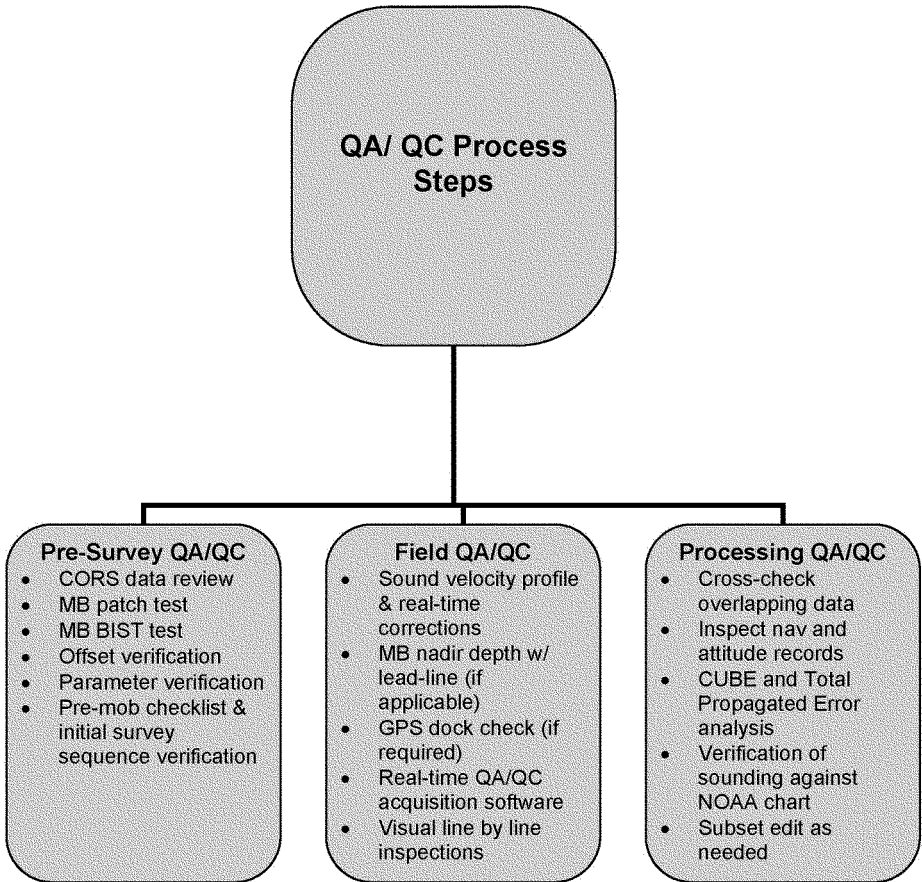 QA/ QC Process
Steps
Pre-Survey QA/QC
• CORS data review
• MB patch test
• MB BIST test
• Offset verification
• Parameter verification
• Pre-mob checklist &
initial survey
sequence verification
Field QA/QC
• Sound velocity profile
& real-time
corrections
• MB nadir depth w/
lead-line (if
applicable)
• GPS dock check (if
required)
• Real-time QA/QC
acquisition software
• Visual line by line
inspections
Processing QA/QC
• Cross-check
overlapping data
• Inspect nav and
attitude records
• CUBE and Total
Propagated Error
analysis
• Verification of
sounding against
NOAA chart
• Subset edit as
needed